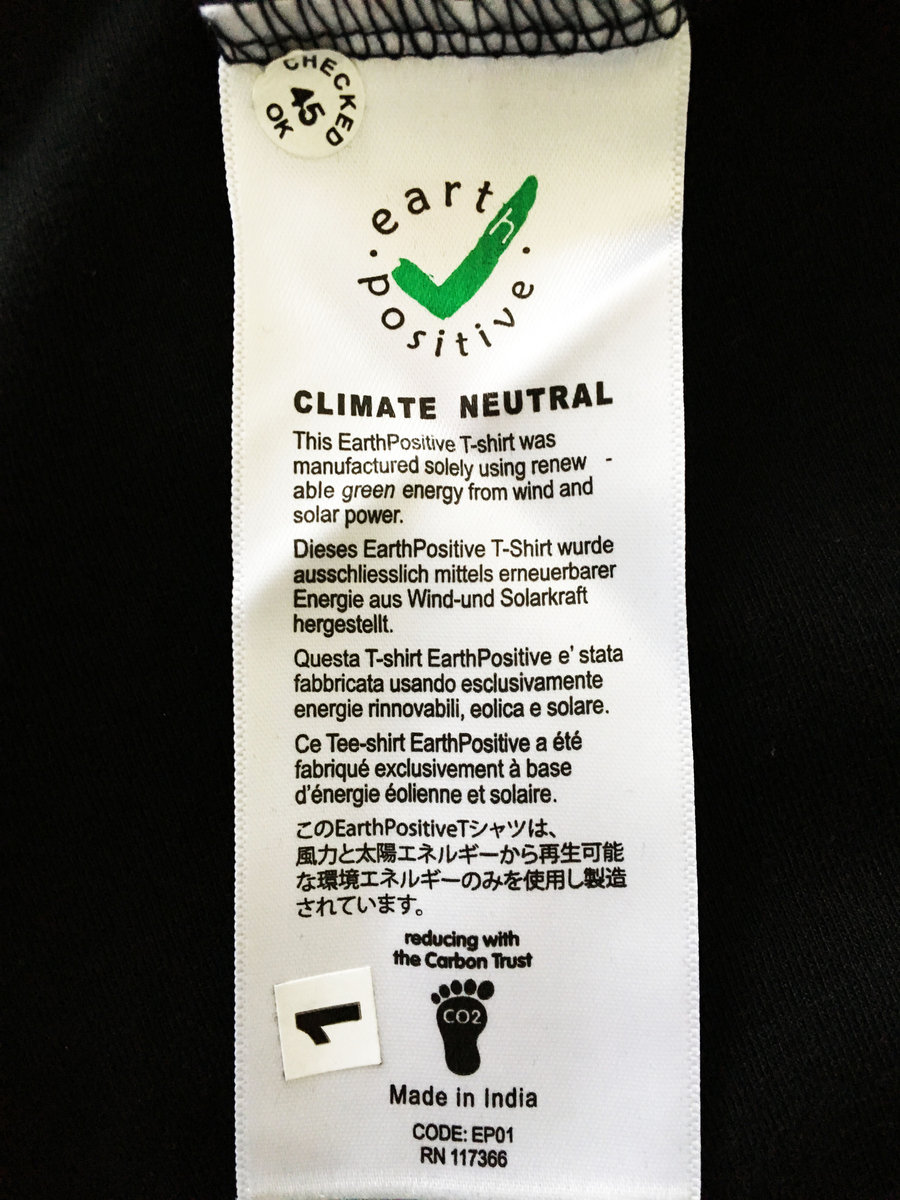 CHECKED
45
OK
earth
positive
CLIMATE NEUTRAL
This EarthPositive T-shirt was
manufactured solely using renew -
able green energy from wind and
solar power.
Dieses EarthPositive T-Shirt wurde
ausschliesslich mittels erneuerbarer
Energie aus Wind-und Solarkraft
hergestellt.
Questa T-shirt EarthPositive e' stata
fabbricata usando esclusivamente
energie rinnovabili, eolica e solare.
Ce Tee-shirt EarthPositive a été
fabriqué exclusivement à base
d'énergie éolienne et solaire.
このEarthPositiveTシャツは、
風力と太陽エネルギーから再生可能
な環境エネルギーのみを使用し製造
されています。
reducing with
the Carbon Trust
CO2
1
Made in India
CODE: EP01
RN 117366